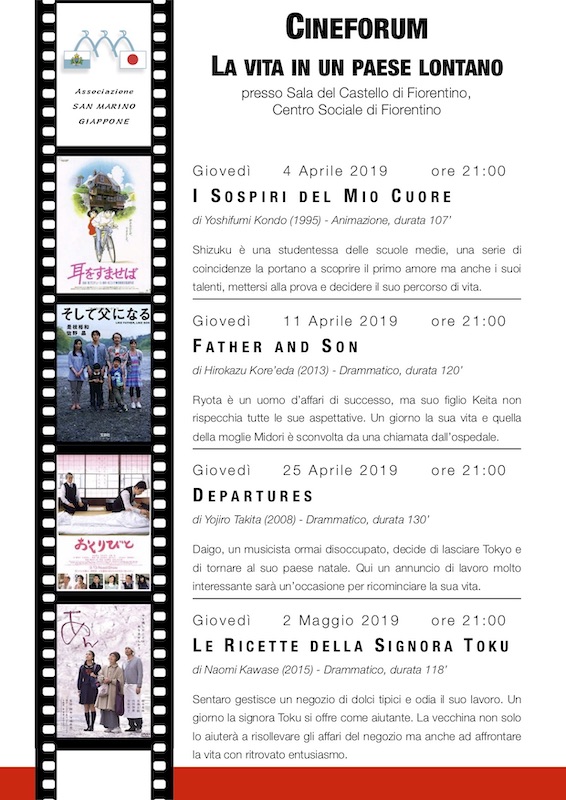 CINEFORUM
LA VITA IN UN PAESE LONTANO
presso Sala del Castello di Fiorentino,
Centro Sociale di Fiorentino
Associazione
SAN MARINO
GIAPPONE
Giovedì 4 Aprile 2019 ore 21:00
I SOSPIRI DEL MIO CUORE
di Yoshifumi Kondo (1995) - Animazione, durata 107’
Shizuku è una studentessa delle scuole medie, una serie di
coincidenze la portano a scoprire il primo amore ma anche i suoi
talenti, mettersi alla prova e decidere il suo percorso di vita.
耳をすませば
Giovedì 11 Aprile 2019 ore 21:00
FATHER AND SON
di Hirokazu Kore’eda (2013) - Drammatico, durata 120’
Ryota è un uomo d’affari di successo, ma suo figlio Keita non
rispecchia tutte le sue aspettative. Un giorno la sua vita e quella
della moglie Midori è sconvolta da una chiamata dall’ospedale.
そして父になる
是枝裕和
佐野 晶
Giovedì 25 Aprile 2019 ore 21:00
DEPARTURES
di Yojiro Takita (2008) - Drammatico, durata 130’
Daigo, un musicista ormai disoccupato, decide di lasciare Tokyo e
di tornare al suo paese natale. Qui un annuncio di lavoro molto
interessante sarà un’occasione per ricominciare la sua vita.
おくりびと
Giovedì 2 Maggio 2019 ore 21:00
LE RICETTE DELLA SIGNORA TOKU
di Naomi Kawase (2015) - Drammatico, durata 118’
Sentaro gestisce un negozio di dolci tipici e odia il suo lavoro. Un
giorno la signora Toku si offre come aiutante. La vecchina non solo
lo aiuterà a risollevare gli affari del negozio ma anche ad affrontare
la vita con ritrovato entusiasmo.
あん